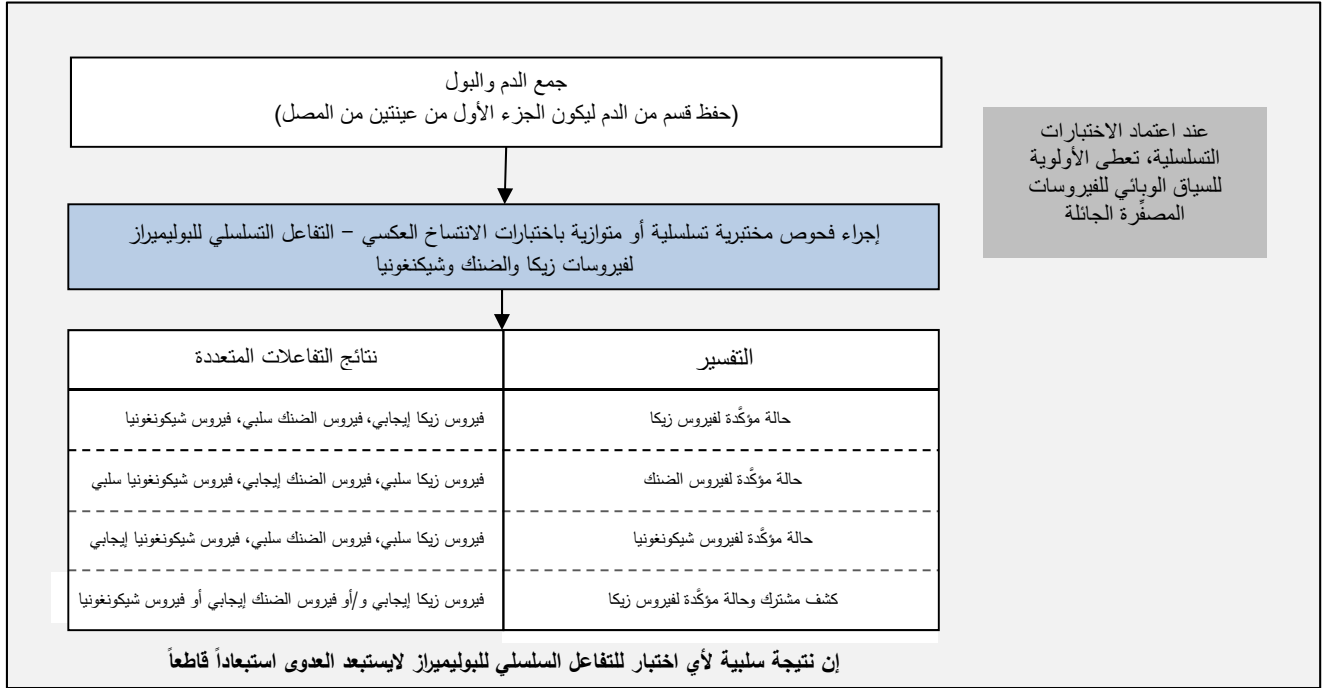 جمع الدم والبول
(حفظ قسم من الدم ليكون الجزء الأول من عينتين من المصل)
عند اعتماد الاختبارات
التسلسلية، تعطى الأولوية
للسياق الوبائي للفيروسات
المصفِّرة الجائلة
إجراء فحوص مختبرية تسلسلية أو متوازية باختبارات الانتساخ العكسي – التفاعل التسلسلي للبوليميراز
لفيروسات زيكا والضنك وشيكنغونيا
التفسير
نتائج التفاعلات المتعددة
حالة مؤكَّدة لفيروس زيكا
فيروس زيكا إيجابي، فيروس الضنك سلبي، فيروس شيكونغونيا
حالة مؤكَّدة لفيروس الضنك
فيروس زيكا سلبي، فيروس الضنك إيجابي، فيروس شيكونغونيا سلبي
حالة مؤكَّدة لفيروس شيكونغونيا
فيروس زيكا سلبي، فيروس الضنك سلبي، فيروس شيكونغونيا إيجابي
كشف مشترك وحالة مؤكَّدة لفيروس زيكا
فيروس زيكا إيجابي و/أو فيروس الضنك إيجابي أو فيروس شيكونغونيا
إن نتيجة سلبية لأي اختبار للتفاعل السلسلي للبوليميراز لايستبعد العدوى استبعاداً قاطعاً